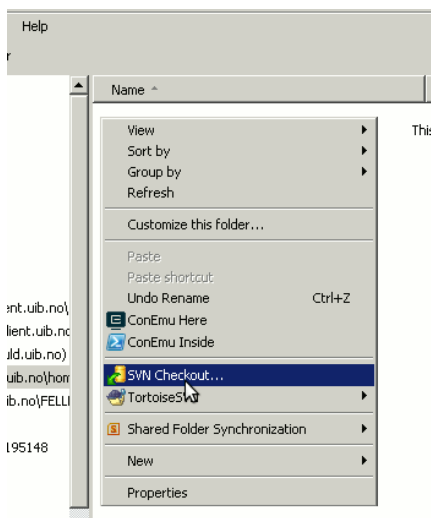 Help
r
Name
This
View
Sort by
Group by
Refresh
Customize this folder...
Paste
Paste shortcut
Undo Rename Ctrl+Z
ConEmu Here
ConEmu Inside
SVN Checkout...
TortoiseSVN
Shared Folder Synchronization
New
Properties
ent.uib.no\
lient.uib.no
uld.uib.no)
uib.no\hom
ib.no\FELL
195148